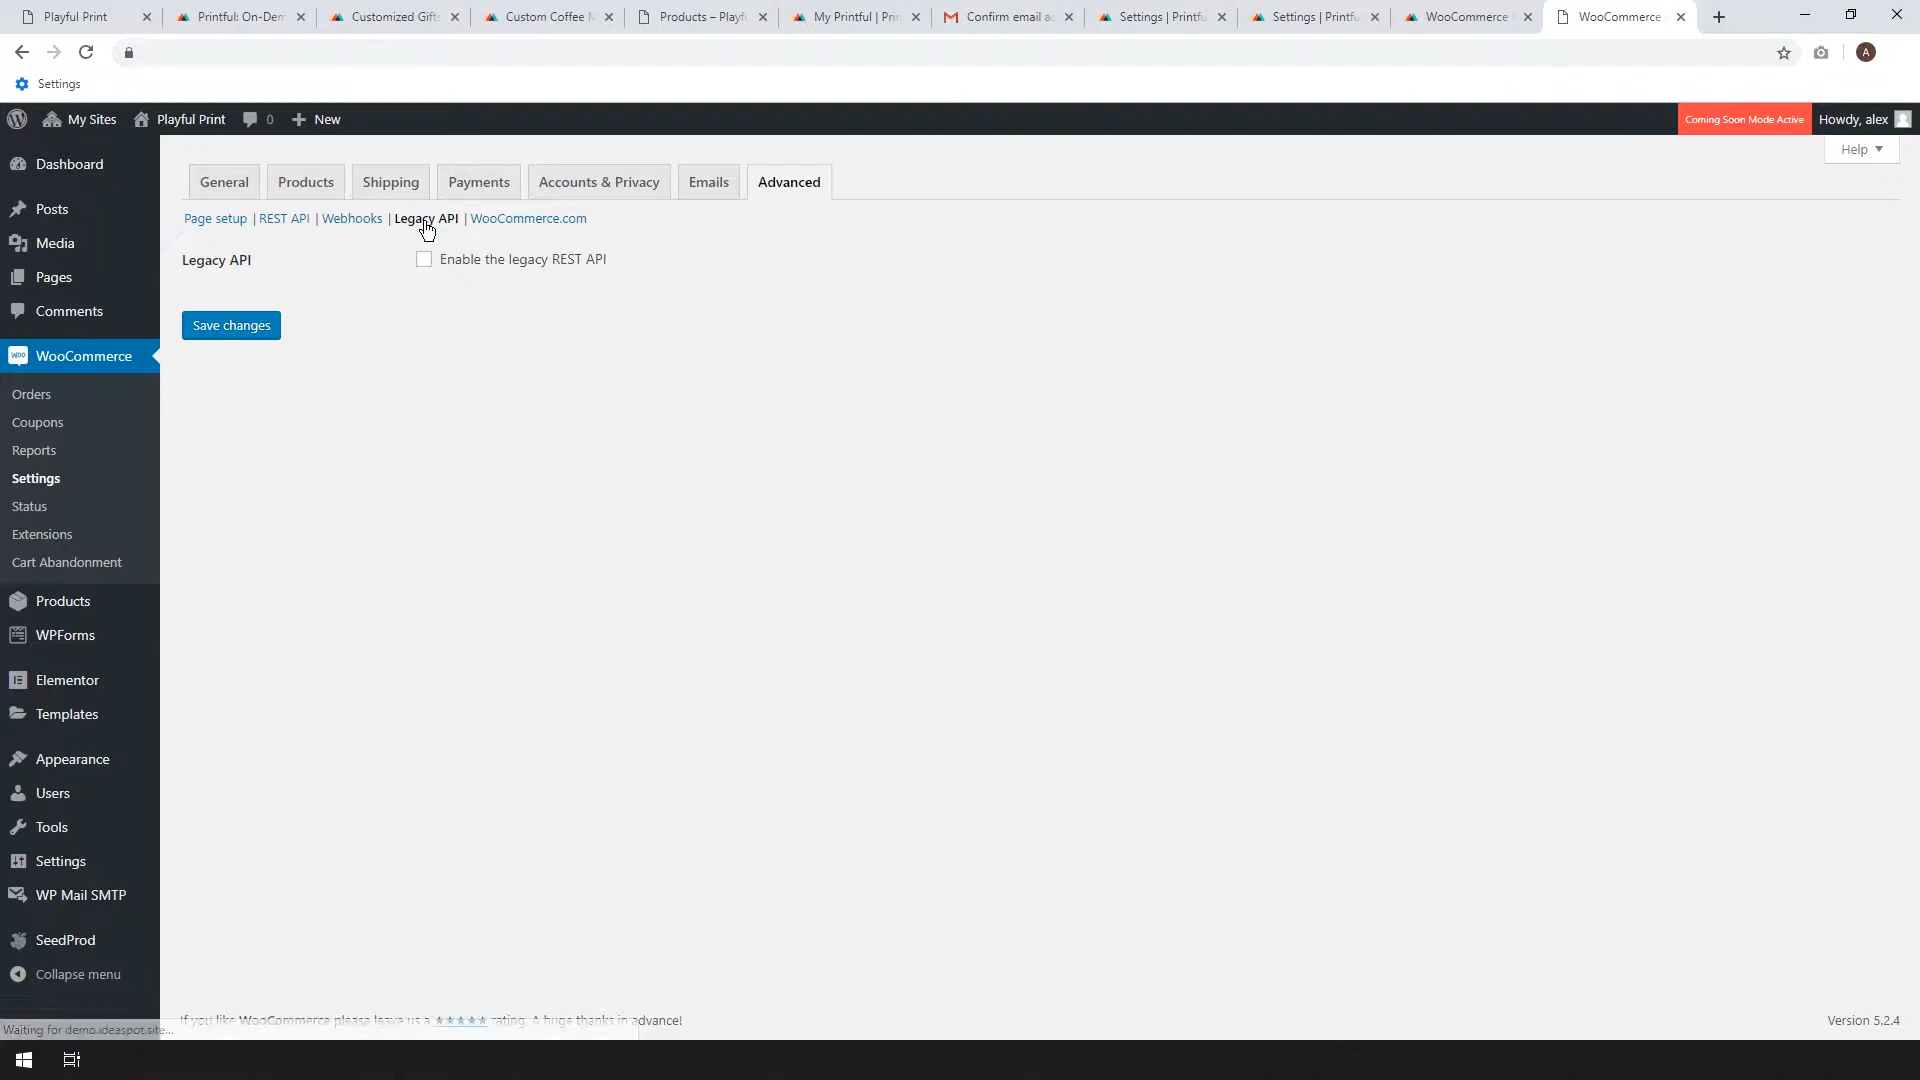 Playful Print
Printful: On-Dem
Customized Gift
Custom Coffee
Products – Playf
My Printful | Prin
Confirm email a
Settings | Printfu
Settings | Printfu
WooCommerce
WooCommerce
A
Settings
My Sites
Playful Print
0
New
Coming Soon Mode Active
Howdy, alex
Help
Dashboard
Posts
Media
Pages
Comments
WooCommerce
Orders
Coupons
Reports
Settings
Status
Extensions
Cart Abandonment
Products
WPForms
Elementor
Templates
Appearance
Users
Tools
Settings
WP Mail SMTP
SeedProd
Collapse menu
General
Products
Shipping
Payments
Accounts & Privacy
Emails
Advanced
Page setup | REST API | Webhooks | Legacy API | WooCommerce.com
Legacy API
Enable the legacy REST API
Save changes
If you like WooCommerce please leave us a ★★★★★ rating. A huge thanks in advance!
Version 5.2.4
Waiting for demo.ideaspot.site...